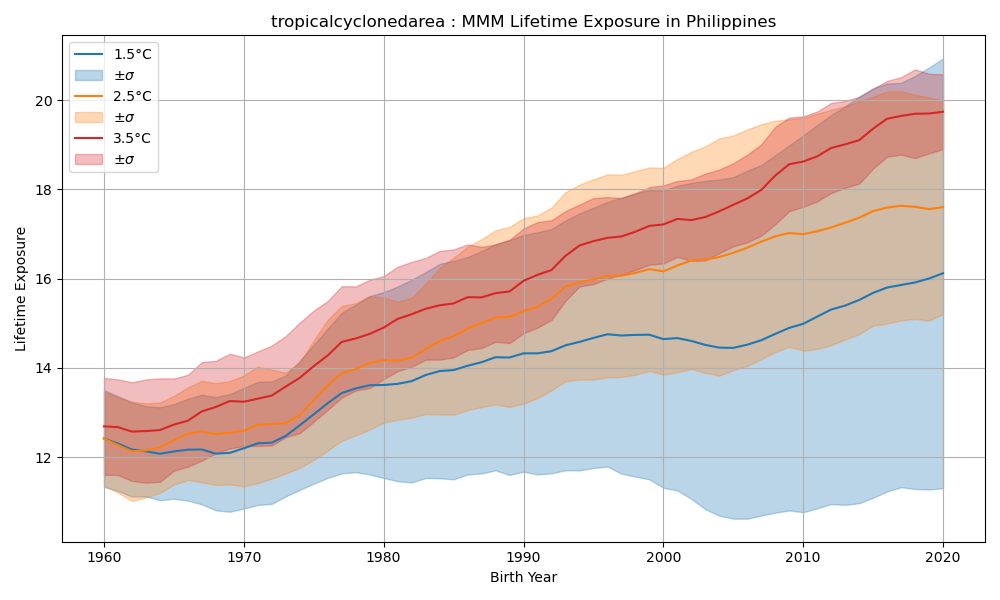 tropicalcyclonedarea : MMM Lifetime Exposure in Philippines
1.5°C
±σ
2.5°C
±σ
3.5°C
±σ
Lifetime Exposure
20
18
16
14
12
1960 1970 1980 1990 2000 2010 2020
Birth Year